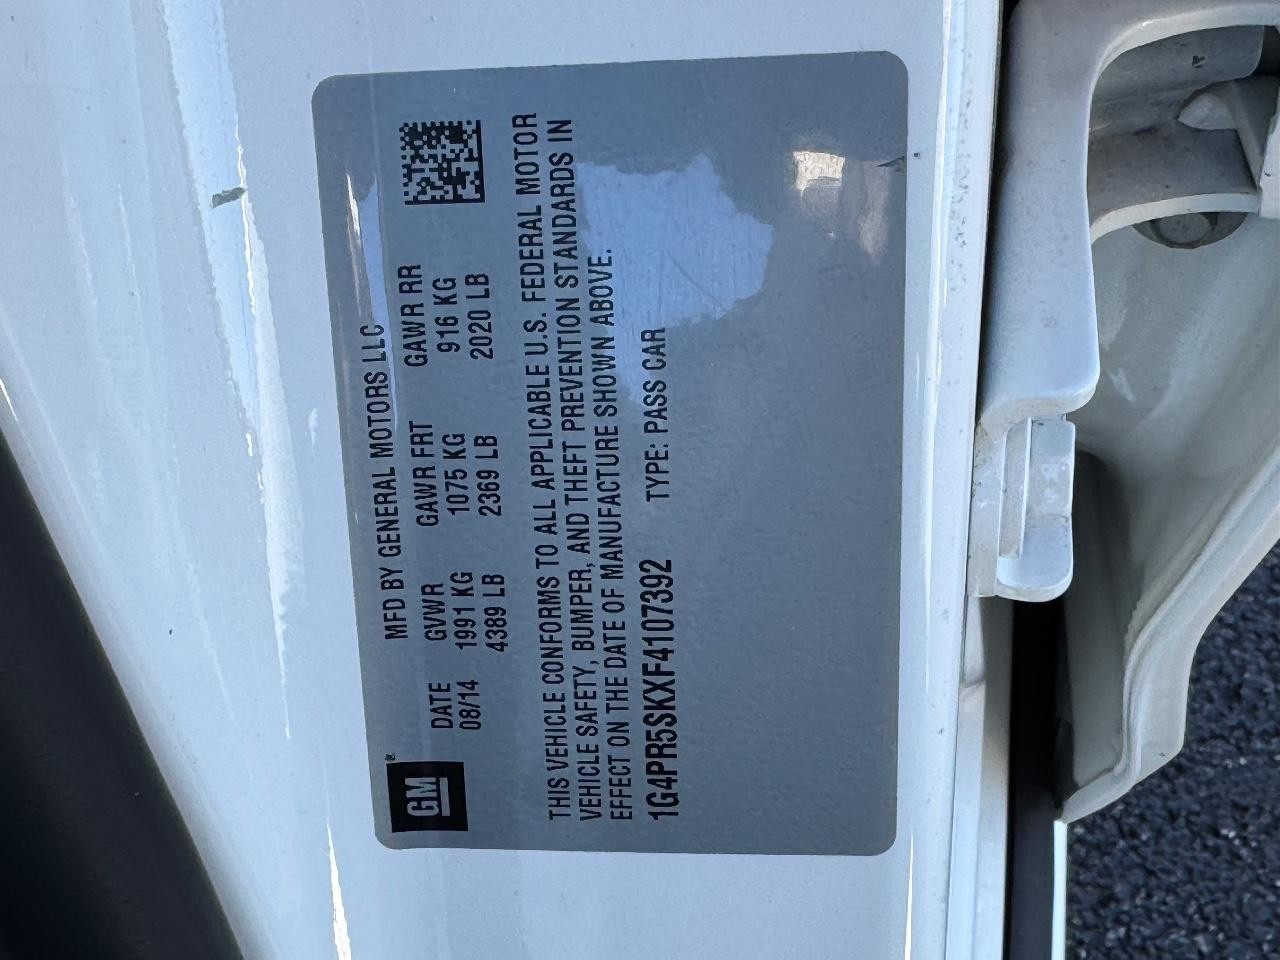 MFD BY GENERAL MOTORS LLC
GM
DATE GVWR GAWR FRT GAWR RR
08/14 1991 KG 1075 KG 916 KG
4389 LB 2369 LB 2020 LB
THIS VEHICLE CONFORMS TO ALL APPLICABLE U.S. FEDERAL MOTOR
VEHICLE SAFETY, BUMPER, AND THEFT PREVENTION STANDARDS IN
EFFECT ON THE DATE OF MANUFACTURE SHOWN ABOVE.
1G4PR5SKXF4107392 TYPE: PASS CAR